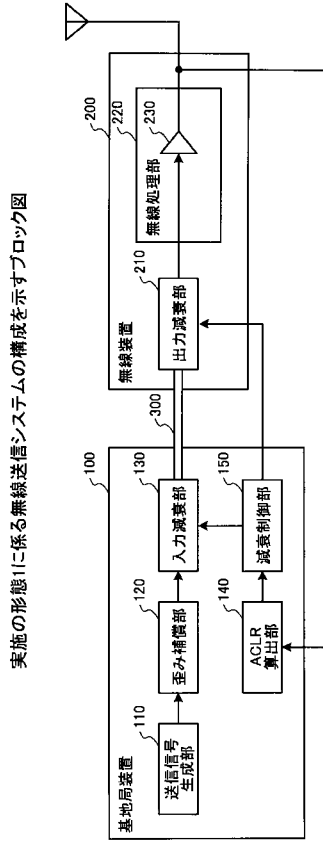 実施の形態1に係る無線送信システムの構成を示すブロック図
100
基地局装置
110
送信信号
生成部
120
歪み補償部
130
入力減衰部
140
ACLR
算出部
150
減衰制御部
300
200
無線装置
210
出力減衰部
220
無線処理部
230